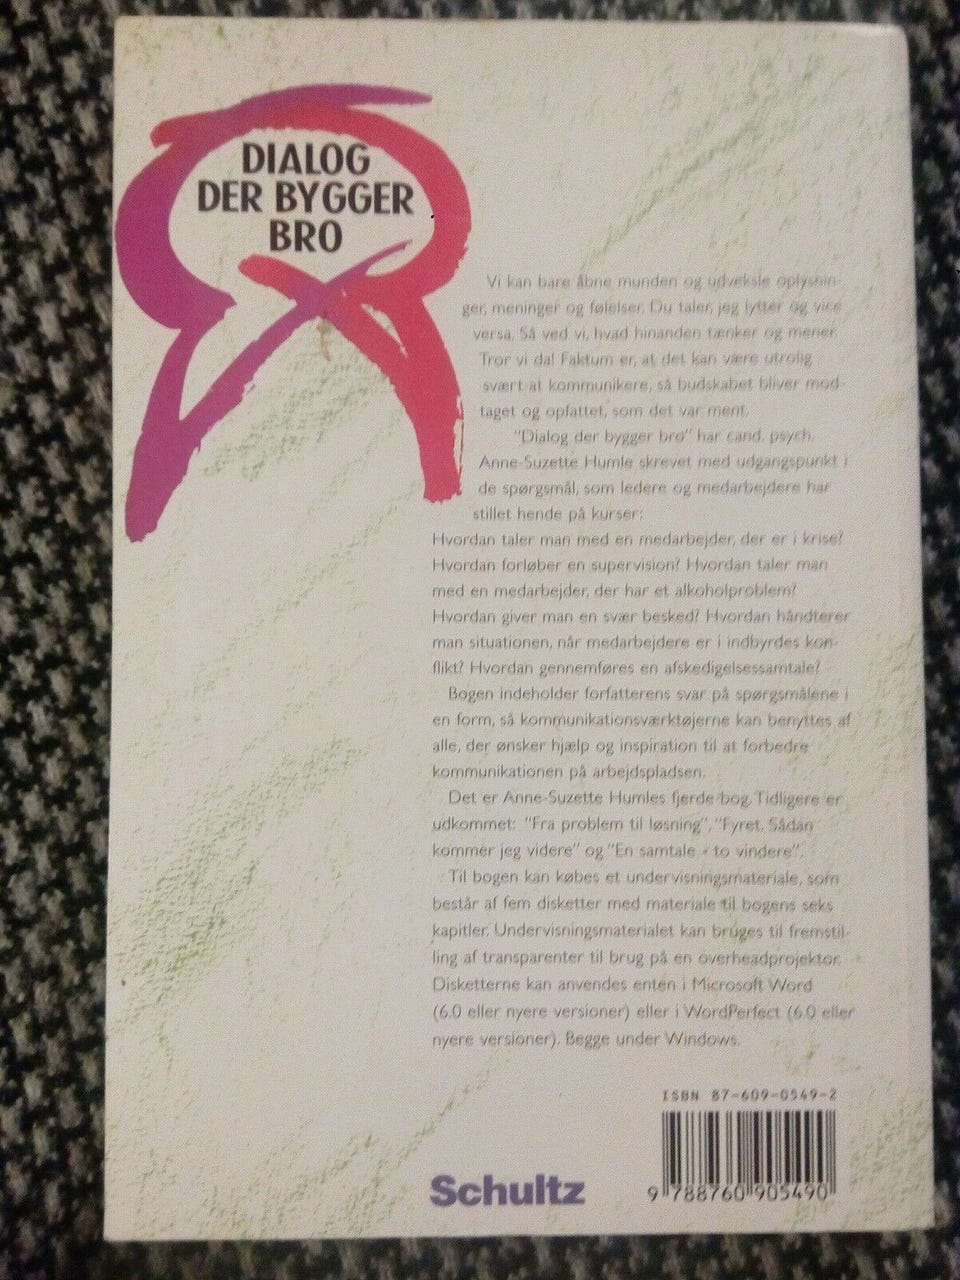 DIALOG
DER BYGGER
BRO
Vi kan bare åbne munden og udveksle oplysnin-
ger, meninger og følelser. Du taler, jeg lytter og vice
versa. Så ved vi, hvad hinanden tænker og mener.
Tror vi da! Faktum er, at det kan være utrolig
svært at kommunikere, så budskabet bliver mod-
taget og opfattet, som det var ment.
"Dialog der bygger bro" har cand. psych.
Anne-Suzette Humle skrevet med udgangspunkt i
de spørgsmål, som ledere og medarbejdere har
stillet hende på kurser:
Hvordan taler man med en medarbejder, der er i krise?
Hvordan forløber en supervision? Hvordan taler man
med en medarbejder, der har et alkoholproblem?
Hvordan giver man en svær besked? Hvordan håndterer
man situationen, når medarbejdere er i indbyrdes kon-
flikt? Hvordan gennemføres en afskedigelsessamtale?
Bogen indeholder forfatterens svar på spørgsmålene i
en form, så kommunikationsværktøjerne kan benyttes af
alle, der ønsker hjælp og inspiration til at forbedre
kommunikationen på arbejdspladsen.
Det er Anne-Suzette Humles fjerde bog. Tidligere er
udkommet: "Fra problem til løsning", "Fyret. Sådan
kommer jeg videre" og "En samtale - to vindere".
Til bogen kan købes et undervisningsmateriale, som
består af fem disketter med materiale til bogens seks
kapitler. Undervisningsmaterialet kan bruges til fremstil-
ling af transparenter til brug på en overheadprojektor.
Disketterne kan anvendes enten i Microsoft Word
(6.0 eller nyere versioner) eller i WordPerfect (6.0 eller
nyere versioner). Begge under Windows.
ISBN 87-609-0549-2
Schultz
9 788760 905490